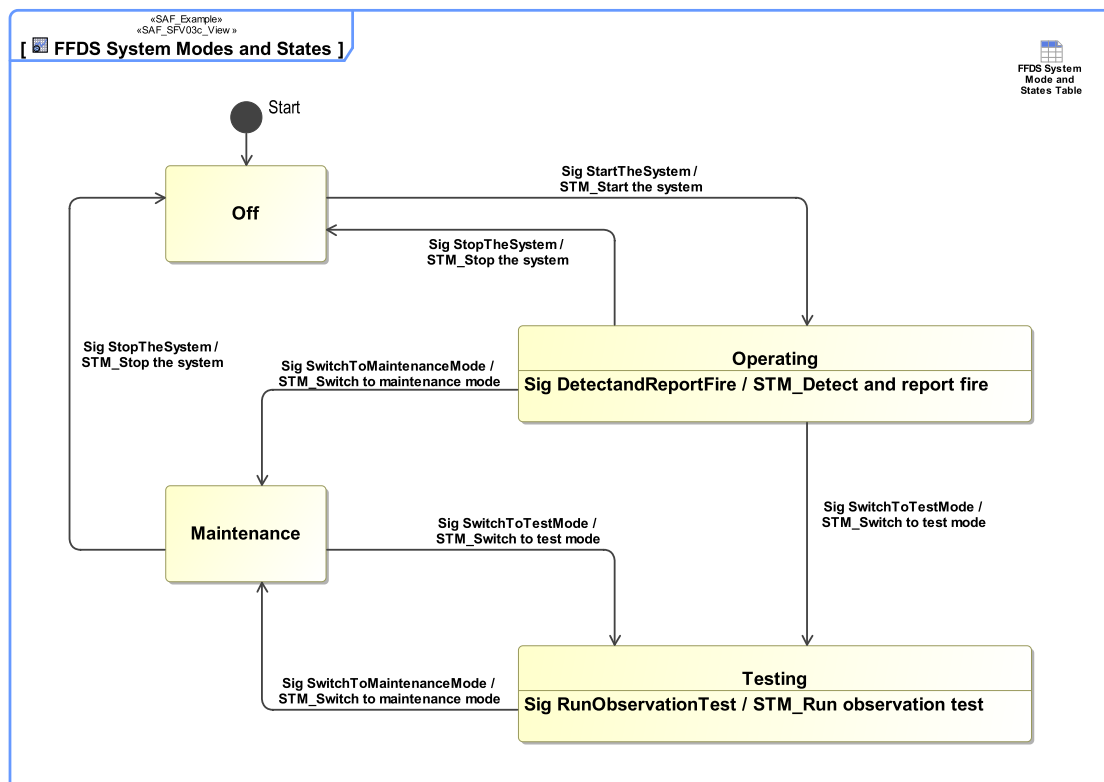 «SAF_Example»
«SAF_SFV03c_View »
[ FFDS System Modes and States ]
FFDS System
Mode and
States Table
Start
Sig StartTheSystem /
STM_Start the system
Off
Sig StopTheSystem /
STM_Stop the system
Sig StopTheSystem /
STM_Stop the system
Sig SwitchToMaintenanceMode /
STM_Switch to maintenance mode
Operating
Sig DetectandReportFire / STM_Detect and report fire
Maintenance
Sig SwitchToTestMode /
STM_Switch to test mode
Sig SwitchToTestMode /
STM_Switch to test mode
Sig SwitchToMaintenanceMode /
STM_Switch to maintenance mode
Testing
Sig RunObservationTest / STM_Run observation test